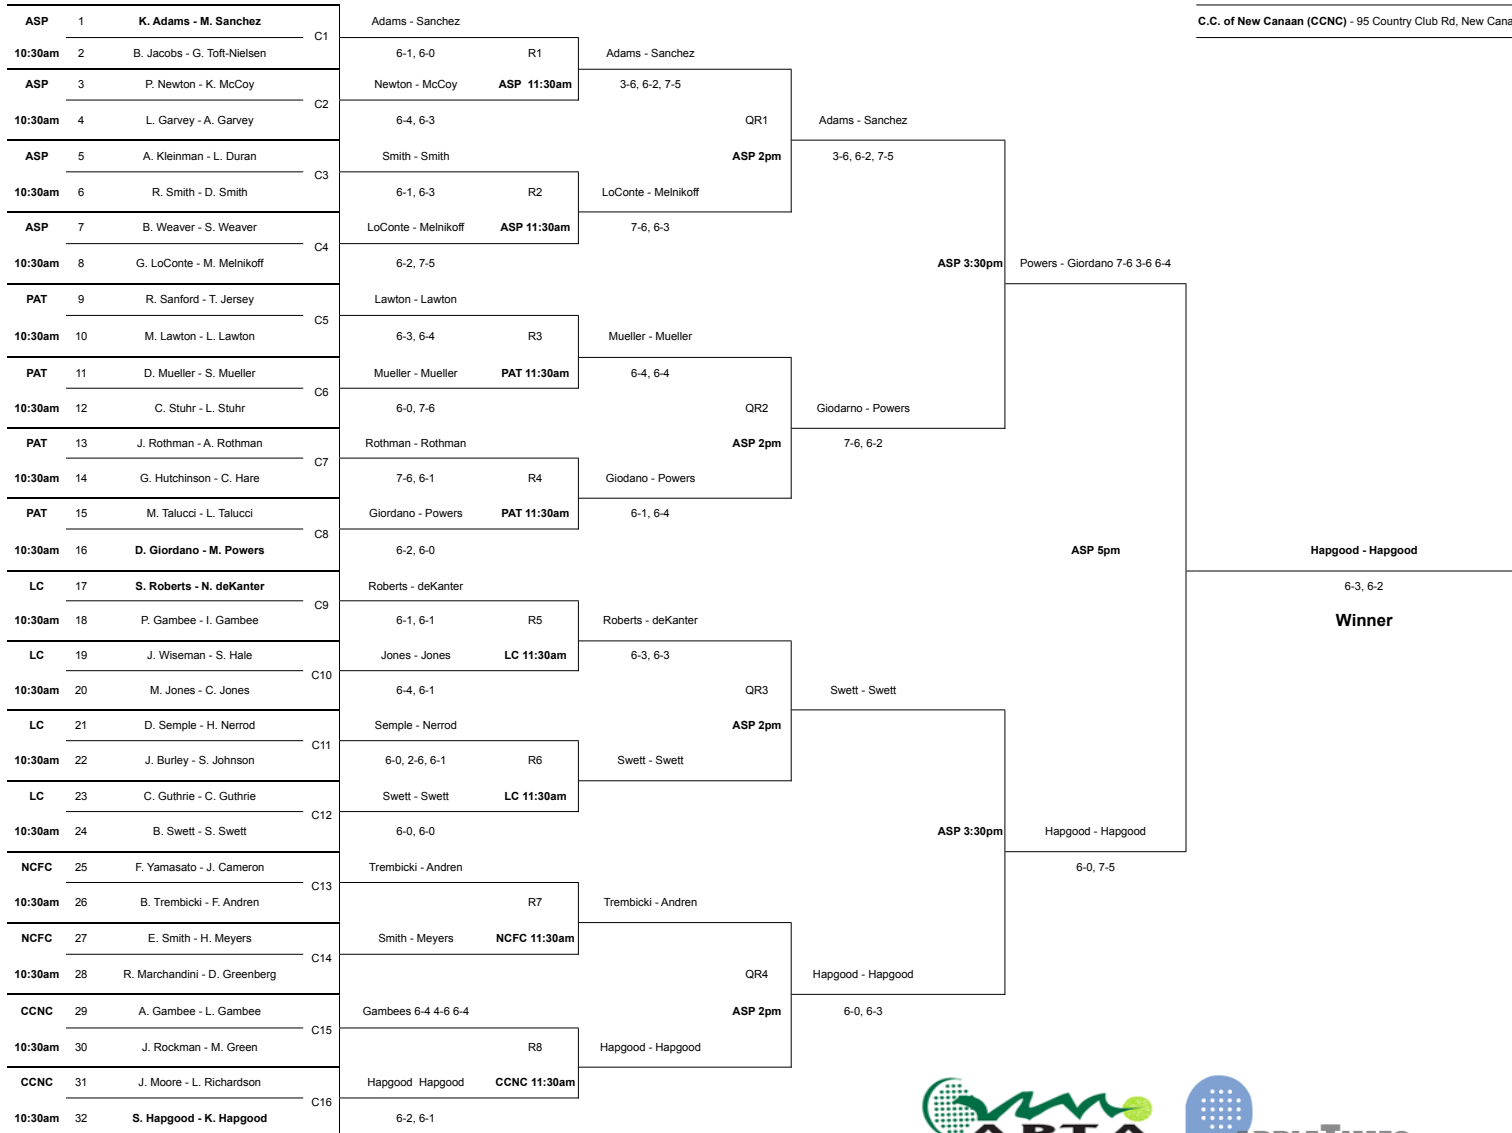 ASP 1 K. Adams - M. Sanchez Adams - Sanchez C.C. of New Canaan (CCNC) - 95 Country Club Rd, New Cana
C1
10:30am 2 B. Jacobs - G. Toft-Nielsen 6-1, 6-0 R1 Adams - Sanchez
ASP 3 P. Newton - K. McCoy Newton - McCoy ASP 11:30am 3-6, 6-2, 7-5
C2
10:30am 4 L. Garvey - A. Garvey 6-4, 6-3 QR1 Adams - Sanchez
ASP 5 A. Kleinman - L. Duran Smith - Smith ASP 2pm 3-6, 6-2, 7-5
C3
10:30am 6 R. Smith - D. Smith 6-1, 6-3 R2 LoConte - Melnikoff
ASP 7 B. Weaver - S. Weaver LoConte - Melnikoff ASP 11:30am 7-6, 6-3
C4
10:30am 8 G. LoConte - M. Melnikoff 6-2, 7-5 ASP 3:30pm Powers - Giordano 7-6 3-6 6-4
PAT 9 R. Sanford - T. Jersey Lawton - Lawton
C5
10:30am 10 M. Lawton - L. Lawton 6-3, 6-4 R3 Mueller - Mueller
PAT 11 D. Mueller - S. Mueller Mueller - Mueller PAT 11:30am 6-4, 6-4
C6
10:30am 12 C. Stuhr - L. Stuhr 6-0, 7-6 QR2 Giodarno - Powers
PAT 13 J. Rothman - A. Rothman Rothman - Rothman ASP 2pm 7-6, 6-2
C7
10:30am 14 G. Hutchinson - C. Hare 7-6, 6-1 R4 Giodano - Powers
PAT 15 M. Talucci - L. Talucci Giordano - Powers PAT 11:30am 6-1, 6-4
C8
10:30am 16 D. Giordano - M. Powers 6-2, 6-0 ASP 5pm Hapgood - Hapgood
LC 17 S. Roberts - N. deKanter Roberts - deKanter 6-3, 6-2
C9
10:30am 18 P. Gambee - I. Gambee 6-1, 6-1 R5 Roberts - deKanter Winner
LC 19 J. Wiseman - S. Hale Jones - Jones LC 11:30am 6-3, 6-3
C10
10:30am 20 M. Jones - C. Jones 6-4, 6-1 QR3 Swett - Swett
LC 21 D. Semple - H. Nerrod Semple - Nerrod ASP 2pm
C11
10:30am 22 J. Burley - S. Johnson 6-0, 2-6, 6-1 R6 Swett - Swett
LC 23 C. Guthrie - C. Guthrie Swett - Swett LC 11:30am
C12
10:30am 24 B. Swett - S. Swett 6-0, 6-0 ASP 3:30pm Hapgood - Hapgood
NCFC 25 F. Yamasato - J. Cameron Trembicki - Andren 6-0, 7-5
C13
10:30am 26 B. Trembicki - F. Andren R7 Trembicki - Andren
NCFC 27 E. Smith - H. Meyers Smith - Meyers NCFC 11:30am
C14
10:30am 28 R. Marchandini - D. Greenberg QR4 Hapgood - Hapgood
CCNC 29 A. Gambee - L. Gambee Gambees 6-4 4-6 6-4 ASP 2pm 6-0, 6-3
C15
10:30am 30 J. Rockman - M. Green R8 Hapgood - Hapgood
CCNC 31 J. Moore - L. Richardson Hapgood Hapgood CCNC 11:30am
C16
10:30am 32 S. Hapgood - K. Hapgood 6-2, 6-1